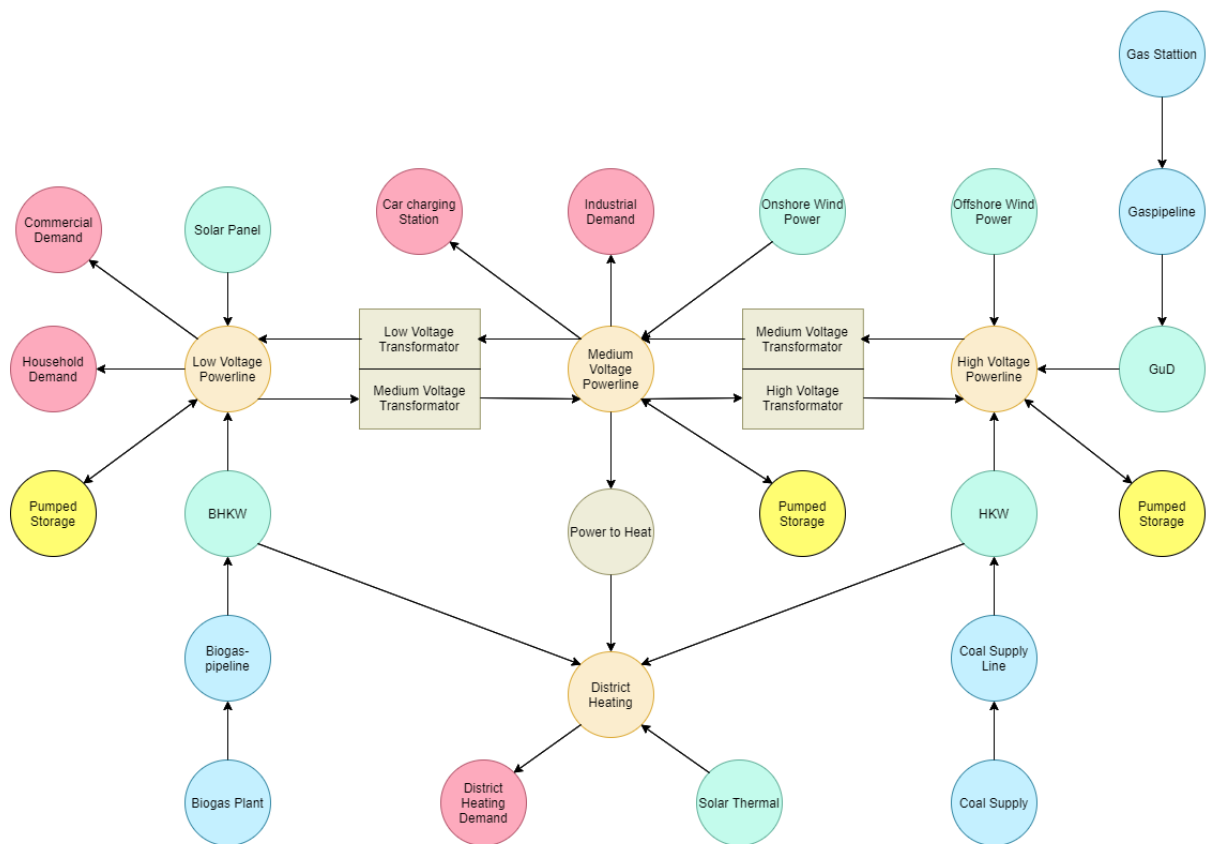 Gas Stattion
Commercial
Demand
Solar Panel
Car charging
Station
Industrial
Demand
Onshore Wind
Power
Offshore Wind
Power
Gaspipeline
Low Voltage
Transformator
Medium Voltage
Transformator
Household
Demand
Low Voltage
Powerline
Medium
Voltage
Powerline
High Voltage
Powerline
GuD
Medium Voltage
Transformator
High Voltage
Transformator
Pumped
Storage
BHKW
Power to Heat
Pumped
Storage
HKW
Pumped
Storage
Biogas-
pipeline
District
Heating
Coal Supply
Line
Biogas Plant
District
Heating
Demand
Solar Thermal
Coal Supply